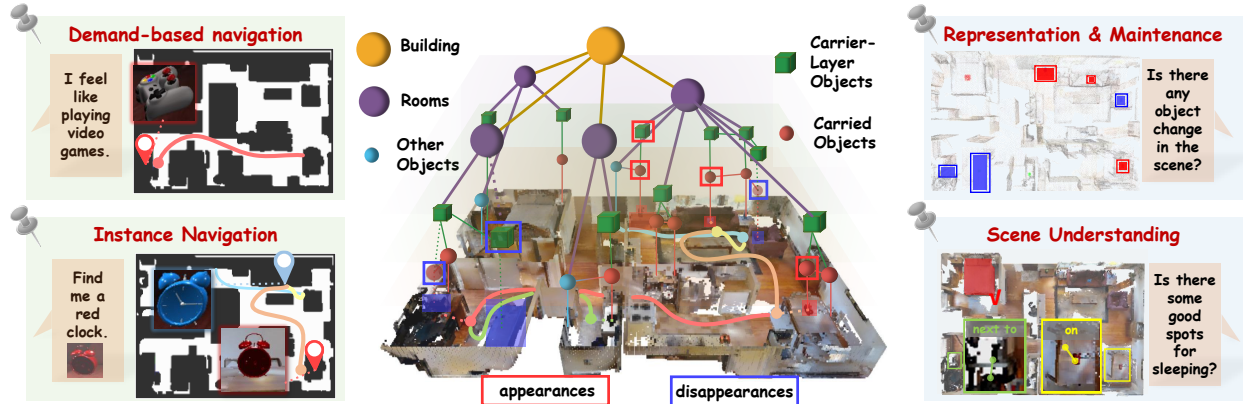 Demand-based navigation
I feel
like
playing
video
games.
Instance Navigation
Find
me a
red
clock.
Building
Rooms
Other
Objects
Carrier-
Layer
Objects
Carried
Objects
appearances
disappearances
Representation & Maintenance
Is there
any
object
change
in the
scene?
Scene Understanding
next to
on
Is there
some
good
spots
for
sleeping?